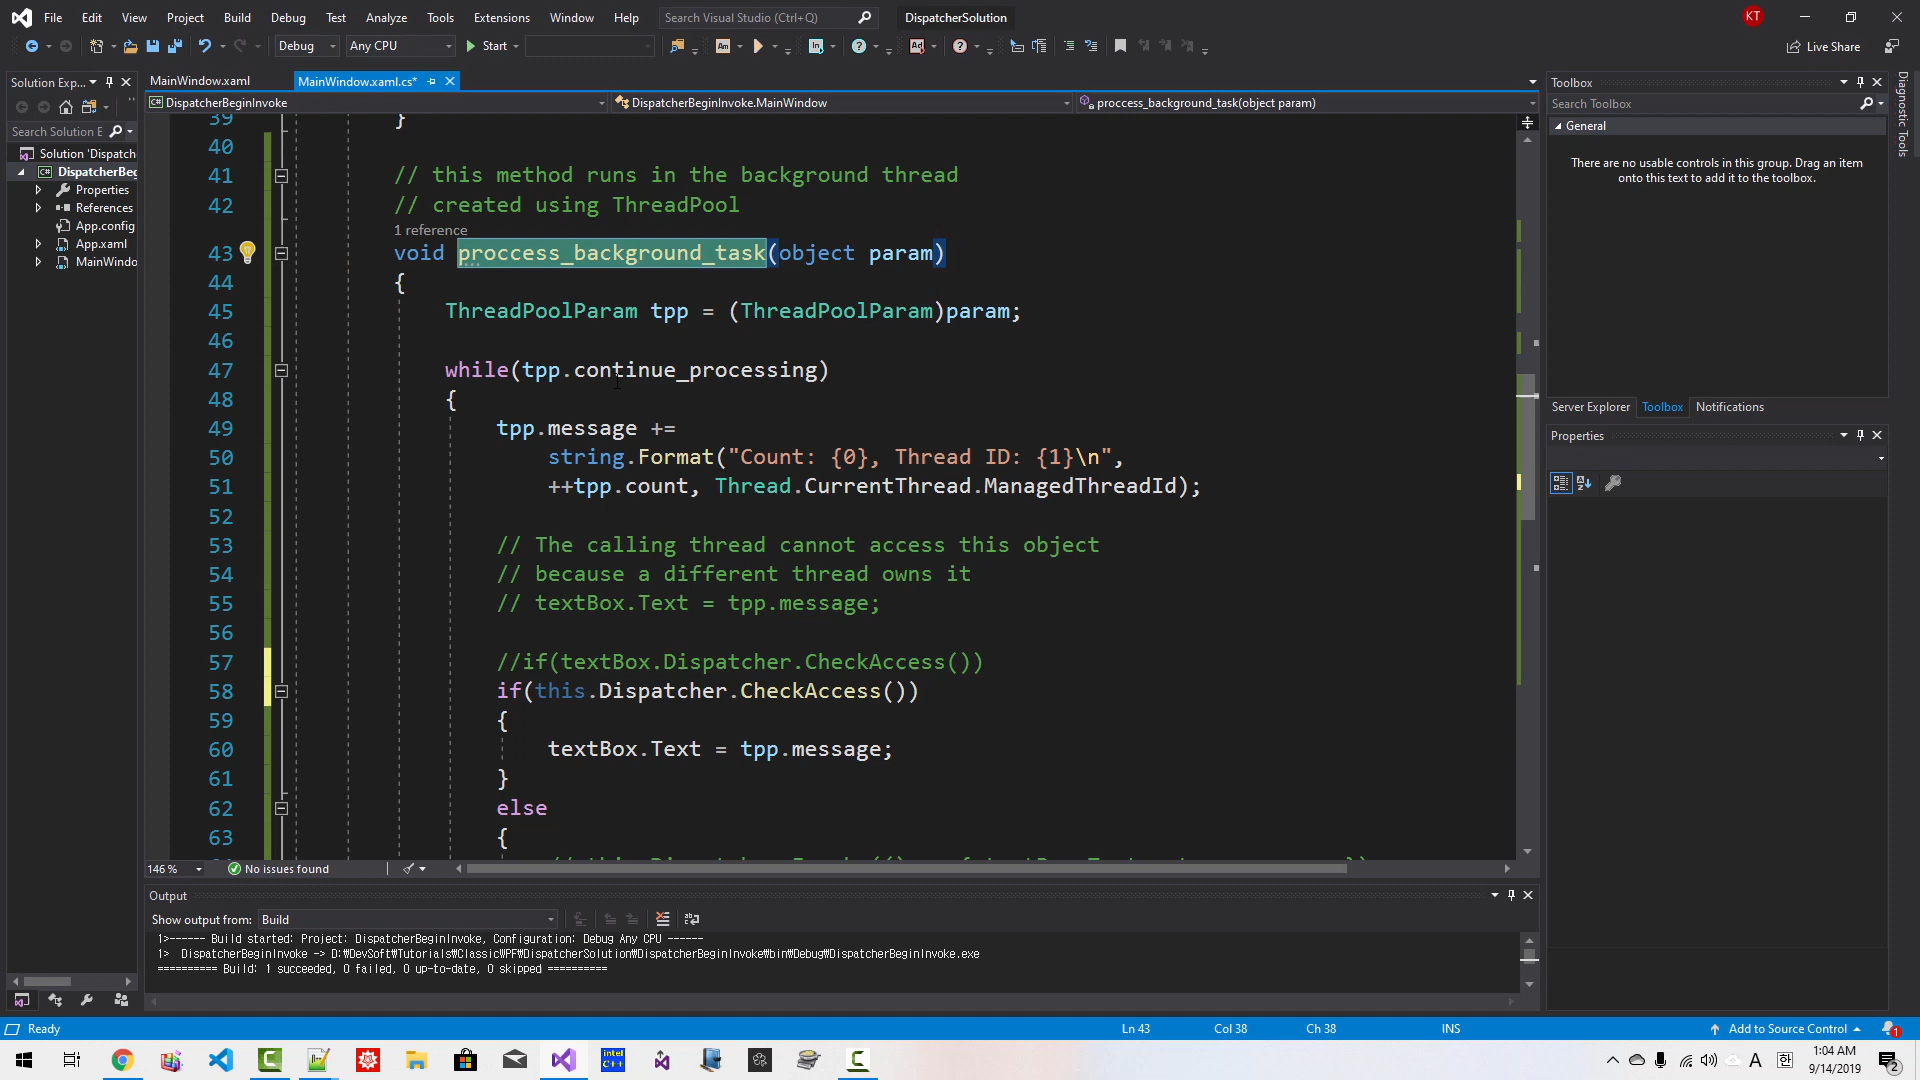 File Edit View Project Build Debug Test Analyze Tools Extensions Window Help Search Visual Studio (Ctrl+Q) DispatcherSolution KT
Debug Any CPU Start Live Share
Solution Exp... MainWindow.xaml MainWindow.xaml.cs* Toolbox
DispatcherBeginInvoke DispatcherBeginInvoke.MainWindow proccess_background_task(object param) Search Toolbox
General
Search Solution E
Solution 'Dispatch
DispatcherBeg
Properties
References
App.config
App.xaml
MainWindo
There are no usable controls in this group. Drag an item
onto this text to add it to the toolbox.
Server Explorer Toolbox Notifications
Properties
Diagnostic Tools
39 }
40
41 // this method runs in the background thread
42 // created using ThreadPool
1 reference
43 void proccess_background_task(object param)
44 {
45 ThreadPoolParam tpp = (ThreadPoolParam)param;
46
47 while(tpp.continue_processing)
48 {
49 tpp.message +=
50 string.Format("Count: {0}, Thread ID: {1}\n",
51 ++tpp.count, Thread.CurrentThread.ManagedThreadId);
52
53 // The calling thread cannot access this object
54 // because a different thread owns it
55 // textBox.Text = tpp.message;
56
57 //if(textBox.Dispatcher.CheckAccess())
58 if(this.Dispatcher.CheckAccess())
59 {
60 textBox.Text = tpp.message;
61 }
62 else
63 {
146 % No issues found
Output
Show output from: Build
1>------ Build started: Project: DispatcherBeginInvoke, Configuration: Debug Any CPU ------
1> DispatcherBeginInvoke -> D:₩DevSoft₩Tutorials₩ClassicWPF₩DispatcherSolution₩DispatcherBeginInvoke₩bin₩Debug₩DispatcherBeginInvoke.exe
========== Build: 1 succeeded, 0 failed, 0 up-to-date, 0 skipped ==========
Ready Ln 43 Col 38 Ch 38 INS Add to Source Control 1
intel C++ A 한 1:04 AM
9/14/2019 2